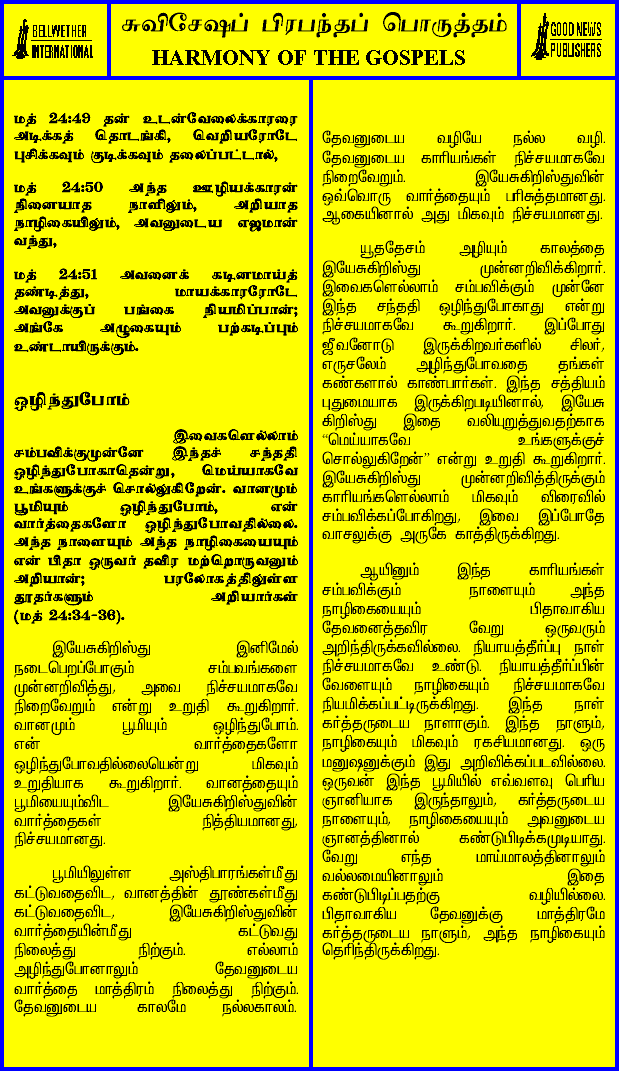 BELLWETHER
INTERNATIONAL
சுவிசேஷப் பிரபந்தப் பொருத்தம்
HARMONY OF THE GOSPELS
GOOD NEWS
PUBLISHERS
மத் 24:49 தன் உடன்வேலைக்காரரை
அடிக்கத் தொடங்கி, வெறியரோடே
புசிக்கவும் குடிக்கவும் தலைப்பட்டால்,
மத் 24:50 அந்த ஊழியக்காரன்
நினையாத நாளிலும், அறியாத
நாழிகையிலும், அவனுடைய எஜமான்
வந்து,
மத் 24:51 அவனைக் கடினமாய்த்
தண்டித்து, மாயக்காரரோடே
அவனுக்குப் பங்கை நியமிப்பான்;
அங்கே அழுகையும் பற்கடிப்பும்
உண்டாயிருக்கும்.
ஒழிந்துபோம்
இவைகளெல்லாம்
சம்பவிக்குமுன்னே இந்தச் சந்ததி
ஒழிந்துபோகாதென்று, மெய்யாகவே
உங்களுக்குச் சொல்லுகிறேன். வானமும்
பூமியும் ஒழிந்துபோம், என்
வார்த்தைகளோ ஒழிந்துபோவதில்லை.
அந்த நாளையும் அந்த நாழிகையையும்
என் பிதா ஒருவர் தவிர மற்றொருவனும்
அறியான்; பரலோகத்திலுள்ள
தூதர்களும் அறியார்கள்
(மத் 24:34-36).
இயேசுகிறிஸ்து இனிமேல்
நடைபெறப்போகும் சம்பவங்களை
முன்னறிவித்து, அவை நிச்சயமாகவே
நிறைவேறும் என்று உறுதி கூறுகிறார்.
வானமும் பூமியும் ஒழிந்துபோம்.
என் வார்த்தைகளோ
ஒழிந்துபோவதில்லையென்று மிகவும்
உறுதியாக கூறுகிறார். வானத்தையும்
பூமியையும்விட இயேசுகிறிஸ்துவின்
வார்த்தைகள் நித்தியமானது,
நிச்சயமானது.
பூமியிலுள்ள அஸ்திபாரங்கள்மீது
கட்டுவதைவிட, வானத்தின் தூண்கள்மீது
கட்டுவதைவிட, இயேசுகிறிஸ்துவின்
வார்த்தையின்மீது கட்டுவது
நிலைத்து நிற்கும். எல்லாம்
அழிந்துபோனாலும் தேவனுடைய
வார்த்தை மாத்திரம் நிலைத்து நிற்கும்.
தேவனுடைய காலமே நல்லகாலம்.
தேவனுடைய வழியே நல்ல வழி.
தேவனுடைய காரியங்கள் நிச்சயமாகவே
நிறைவேறும். இயேசுகிறிஸ்துவின்
ஒவ்வொரு வார்த்தையும் பரிசுத்தமானது.
ஆகையினால் அது மிகவும் நிச்சயமானது.
யூததேசம் அழியும் காலத்தை
இயேசுகிறிஸ்து முன்னறிவிக்கிறார்.
இவைகளெல்லாம் சம்பவிக்கும் முன்னே
இந்த சந்ததி ஒழிந்துபோகாது என்று
நிச்சயமாகவே கூறுகிறார். இப்போது
ஜீவனோடு இருக்கிறவர்களில் சிலர்,
எருசலேம் அழிந்துபோவதை தங்கள்
கண்களால் காண்பார்கள். இந்த சத்தியம்
புதுமையாக இருக்கிறபடியினால், இயேசு
கிறிஸ்து இதை வலியுறுத்துவதற்காக
“மெய்யாகவே உங்களுக்குச்
சொல்லுகிறேன்” என்று உறுதி கூறுகிறார்.
இயேசுகிறிஸ்து முன்னறிவித்திருக்கும்
காரியங்களெல்லாம் மிகவும் விரைவில்
சம்பவிக்கப்போகிறது, இவை இப்போதே
வாசலுக்கு அருகே காத்திருக்கிறது.
ஆயினும் இந்த காரியங்கள்
சம்பவிக்கும் நாளையும் அந்த
நாழிகையையும் பிதாவாகிய
தேவனைத்தவிர வேறு ஒருவரும்
அறிந்திருக்கவில்லை. நியாயத்தீர்ப்பு நாள்
நிச்சயமாகவே உண்டு. நியாயத்தீர்ப்பின்
வேளையும் நாழிகையும் நிச்சயமாகவே
நியமிக்கப்பட்டிருக்கிறது. இந்த நாள்
கர்த்தருடைய நாளாகும். இந்த நாளும்,
நாழிகையும் மிகவும் ரகசியமானது. ஒரு
மனுஷனுக்கும் இது அறிவிக்கப்படவில்லை.
ஒருவன் இந்த பூமியில் எவ்வளவு பெரிய
ஞானியாக இருந்தாலும், கர்த்தருடைய
நாளையும், நாழிகையையும் அவனுடைய
ஞானத்தினால் கண்டுபிடிக்கமுடியாது.
வேறு எந்த மாய்மாலத்தினாலும்
வல்லமையினாலும் இதை
கண்டுபிடிப்பதற்கு வழியில்லை.
பிதாவாகிய தேவனுக்கு மாத்திரமே
கர்த்தருடைய நாளும், அந்த நாழிகையும்
தெரிந்திருக்கிறது.